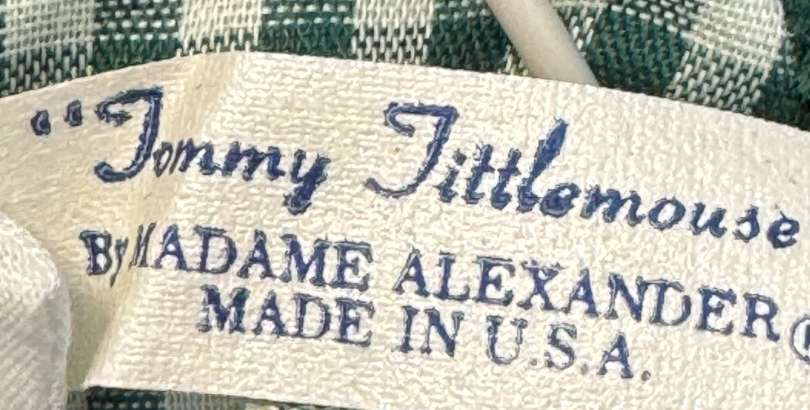 "Tommy Tittlemouse
By MADAME ALEXANDER®
MADE IN U.S.A.